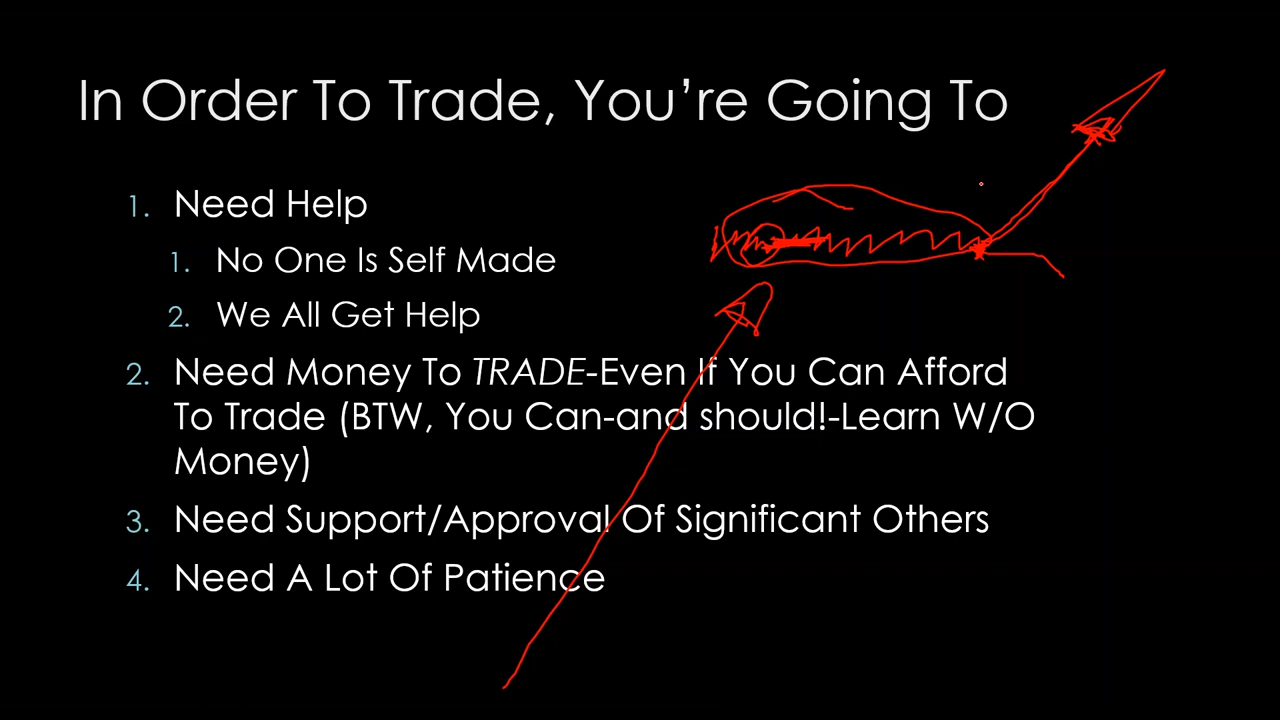 In Order To Trade, You're Going To
1. Need Help
1. No One Is Self Made
2. We All Get Help
2. Need Money To TRADE-Even If You Can Afford
To Trade (BTW, You Can-and should!-Learn W/O
Money)
3. Need Support/Approval Of Significant Others
4. Need A Lot Of Patience